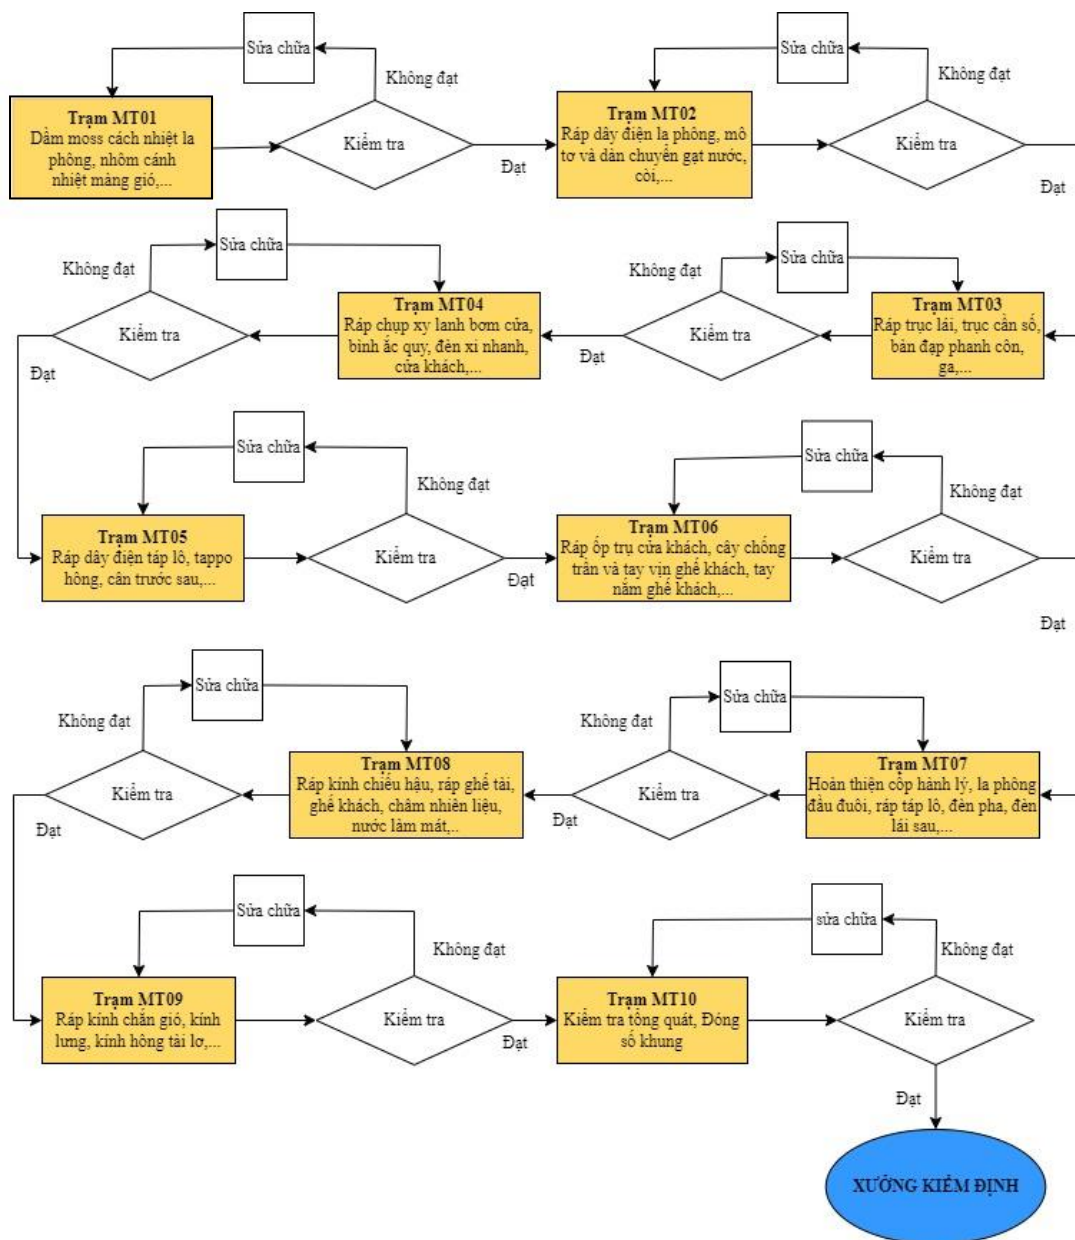 Sửa chữa
Không đạt
Trạm MT01
Dầm moss cách nhiệt la
phông, nhôm cánh
nhiệt máng gió,...
Kiểm tra
Đạt
Sửa chữa
Không đạt
Trạm MT02
Ráp dây điện la phông, mô
tơ và dàn chuyển gạt nước,
còi,...
Kiểm tra
Đạt
Sửa chữa
Không đạt
Trạm MT03
Ráp trục lái, trục cần số,
bàn đạp phanh côn,
ga,...
Kiểm tra
Đạt
Sửa chữa
Không đạt
Trạm MT04
Ráp chụp xy lanh bơm cửa,
bình ắc quy, đèn xi nhanh,
cửa khách,...
Kiểm tra
Đạt
Sửa chữa
Không đạt
Trạm MT05
Ráp dây điện táp lô, tappo
hông, cản trước sau,...
Kiểm tra
Đạt
Sửa chữa
Không đạt
Trạm MT06
Ráp ốp trụ cửa khách, cây chống
trần và tay vịn ghế khách, tay
nắm ghế khách,...
Kiểm tra
Đạt
Sửa chữa
Không đạt
Trạm MT07
Hoàn thiện cốp hành lý, la phông
đầu đuôi, ráp táp lô, đèn pha, đèn
lái sau,...
Kiểm tra
Đạt
Sửa chữa
Không đạt
Trạm MT08
Ráp kính chiếu hậu, ráp ghế tài,
ghế khách, châm nhiên liệu,
nước làm mát,..
Kiểm tra
Đạt
Sửa chữa
Không đạt
Trạm MT09
Ráp kính chắn gió, kính
lưng, kính hông tài lơ,...
Kiểm tra
Đạt
sửa chữa
Không đạt
Trạm MT10
Kiểm tra tổng quát, Đóng
số khung
Kiểm tra
Đạt
XƯỞNG KIỂM ĐỊNH